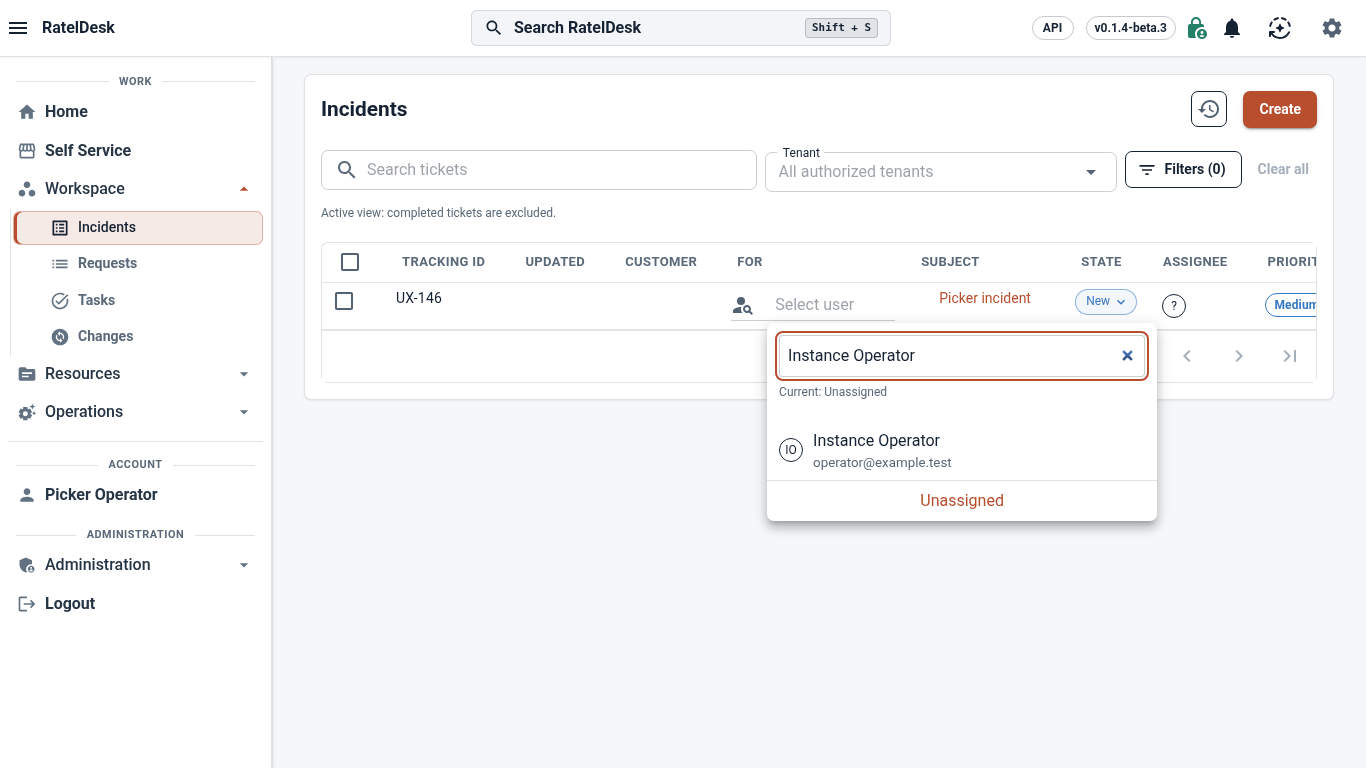 RatelDesk
Search RatelDesk
Shift + S
API
v0.1.4-beta.3
WORK
Home
Self Service
Workspace
Incidents
Requests
Tasks
Changes
Resources
Operations
ACCOUNT
Picker Operator
ADMINISTRATION
Administration
Logout
Incidents
Create
Search tickets
Tenant
All authorized tenants
Filters (0)
Clear all
Active view: completed tickets are excluded.
TRACKING ID UPDATED CUSTOMER FOR SUBJECT STATE ASSIGNEE PRIORIT
UX-146 Select user Picker incident New ? Medium
Instance Operator
Current: Unassigned
IO
Instance Operator
operator@example.test
Unassigned